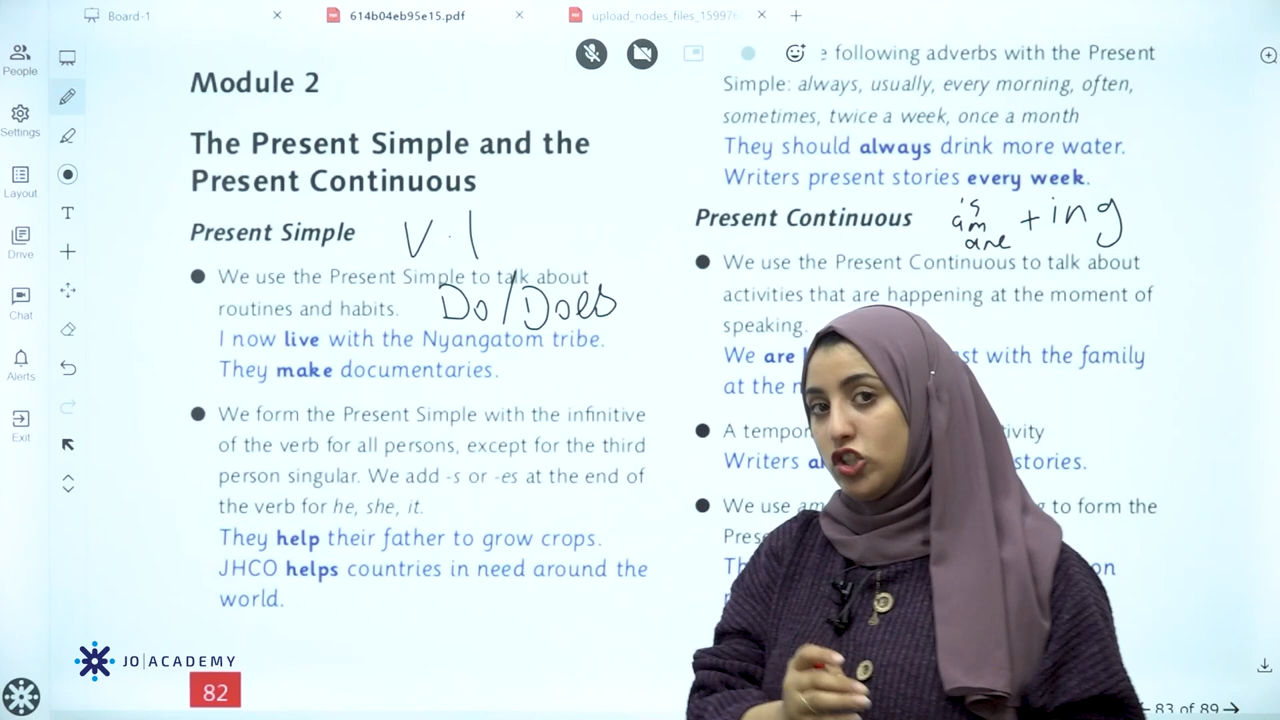 Board-1
614b04eb95e15.pdf
upload_nodes_files_15997
People
Settings
Layout
Drive
Chat
Alerts
Exit
Module 2
The Present Simple and the
Present Continuous
Present Simple V.1
● We use the Present Simple to talk about
routines and habits. Do/Does
I now live with the Nyangatom tribe.
They make documentaries.
● We form the Present Simple with the infinitive
of the verb for all persons, except for the third
person singular. We add -s or -es at the end of
the verb for he, she, it.
They help their father to grow crops.
JHCO helps countries in need around the
world.
JO|ACADEMY
82
following adverbs with the Present
Simple: always, usually, every morning, often,
sometimes, twice a week, once a month
They should always drink more water.
Writers present stories every week.
Present Continuous is
am + ing
are
● We use the Present Continuous to talk about
activities that are happening at the moment of
speaking.
We are with the family
at the
● A
Writers stories.
● We use to form the
83 of 89